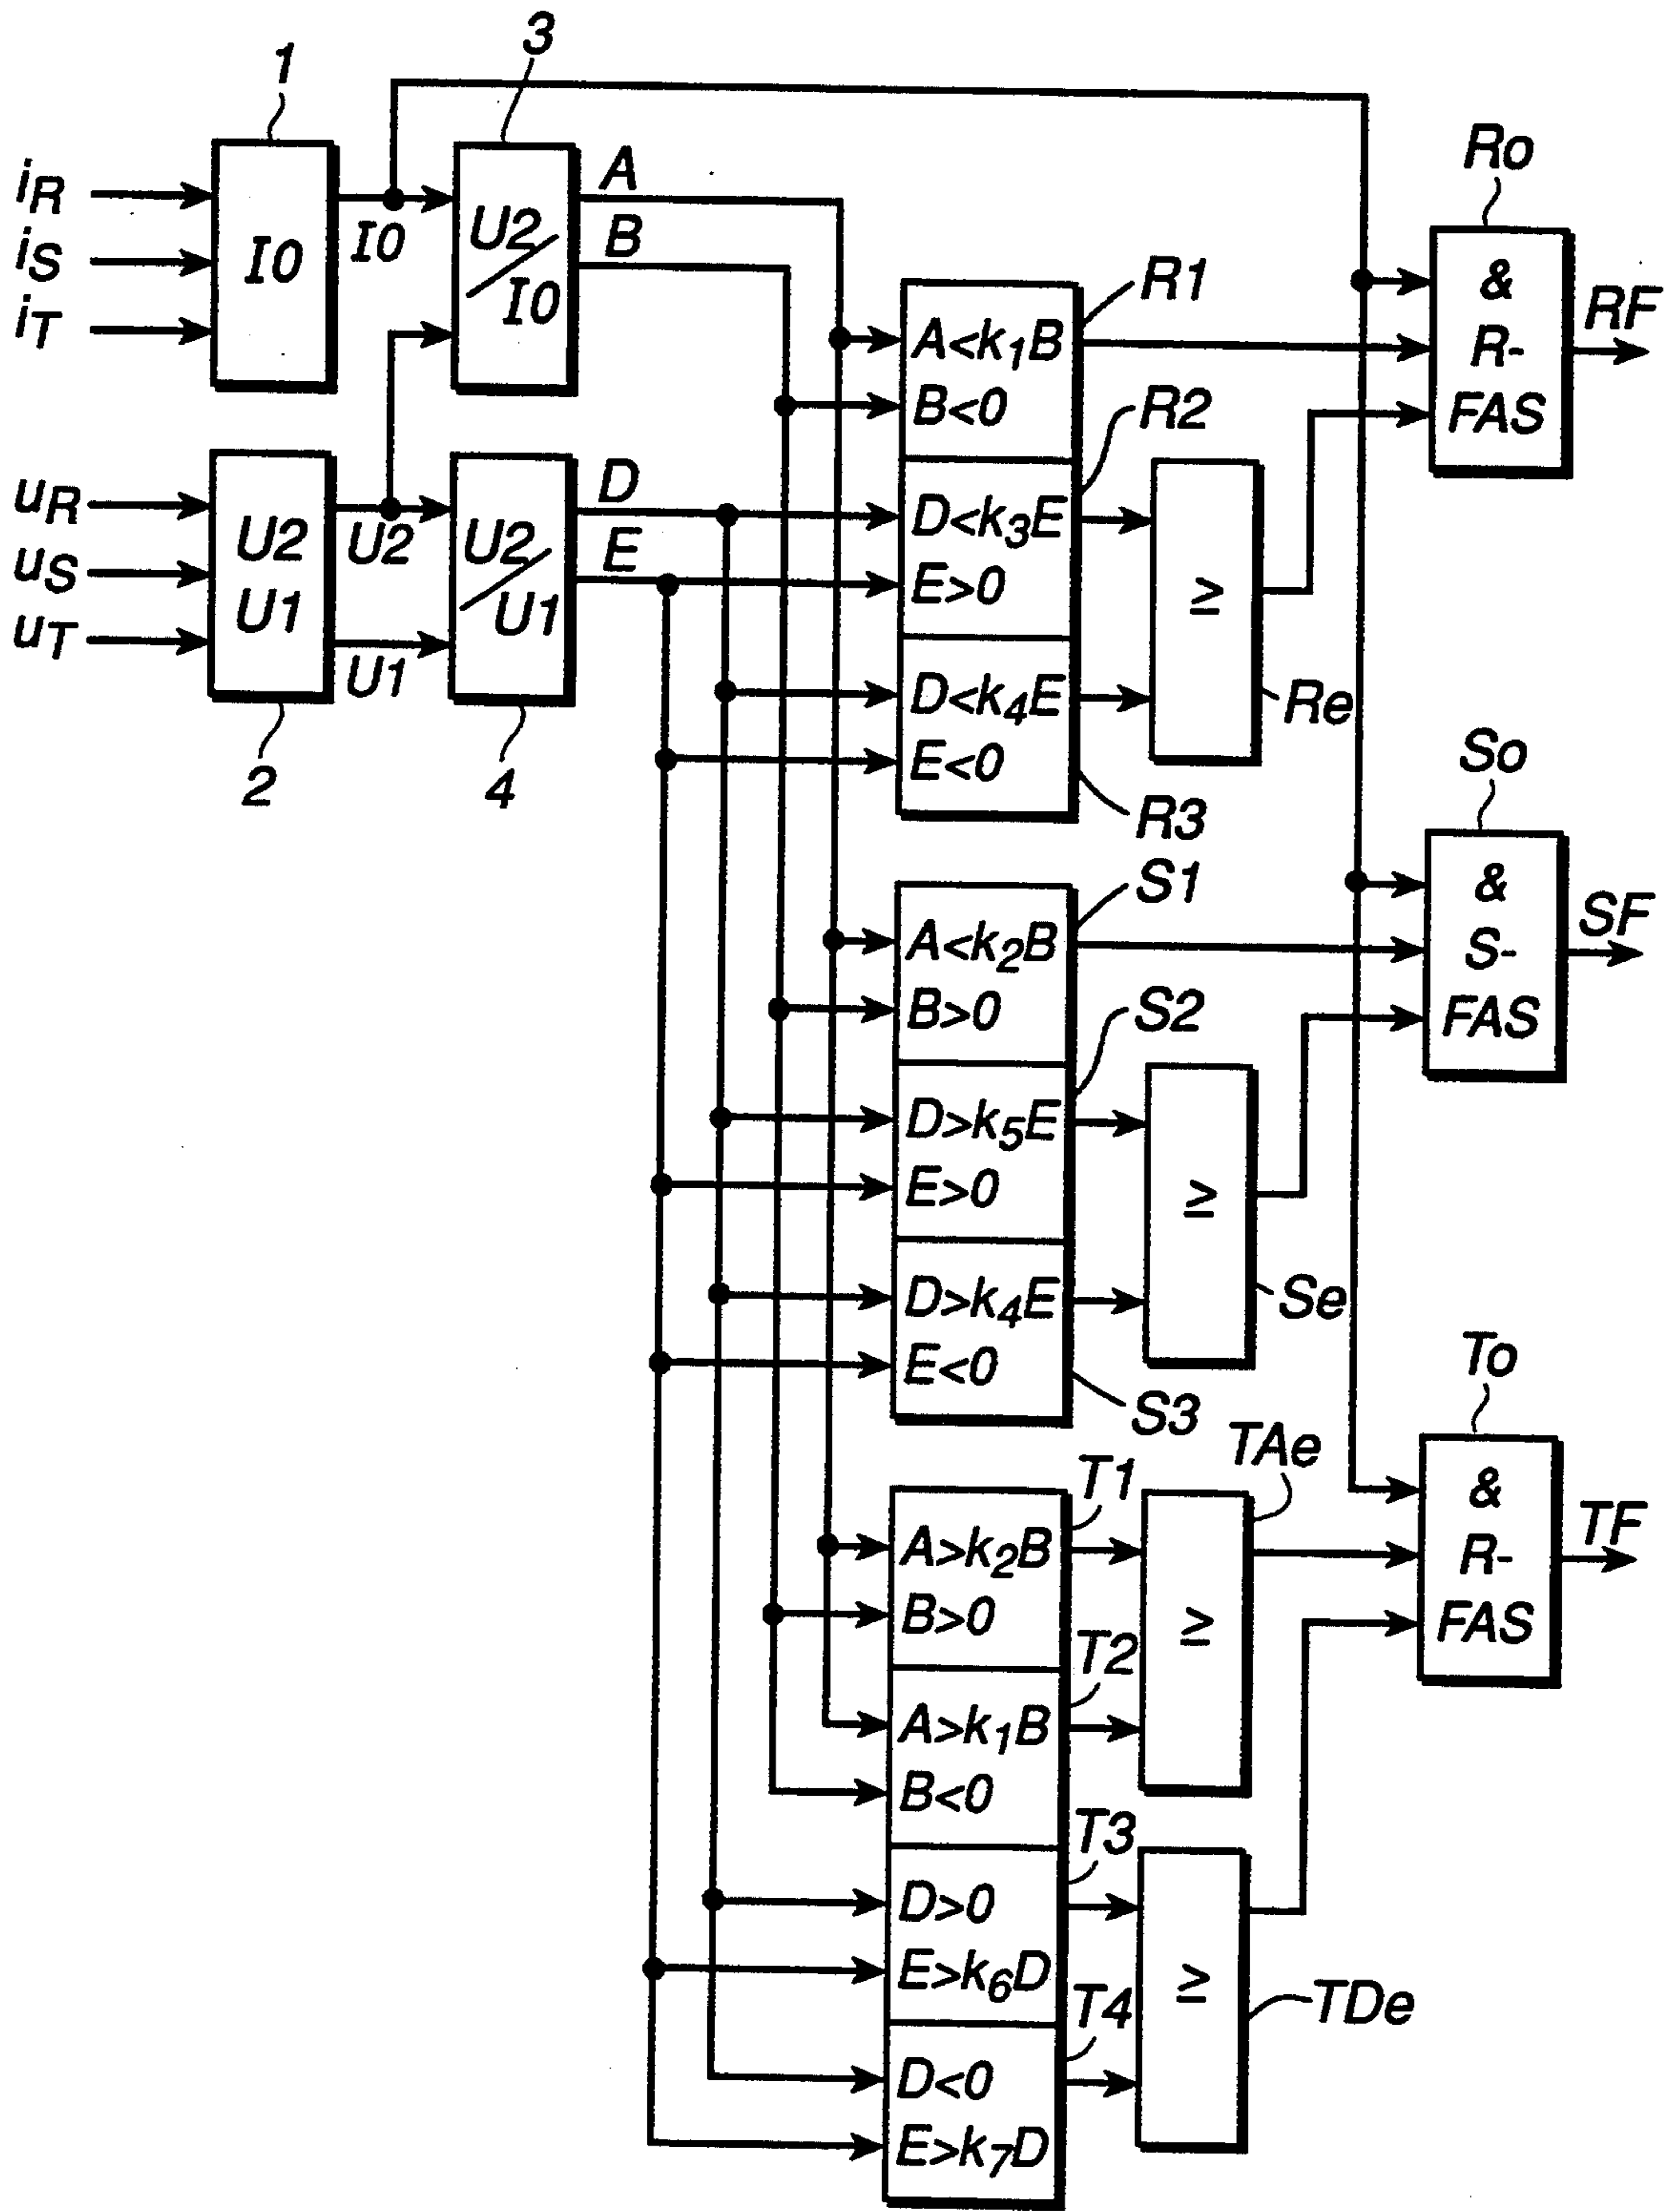 1
3
iR
iS
iT
I0
I0
U2/I0
A
B
uR
uS
uT
U2
U1
U2
U1
U2/U1
D
E
2
4
A<k1B
B<0
R1
D<k3E
E>0
R2
D<k4E
E<0
R3
≥
Re
Ro
&
R-
FAS
RF
A<k2B
B>0
S1
D>k5E
E>0
S2
D>k4E
E<0
S3
≥
Se
So
&
S-
FAS
SF
A>k2B
B>0
T1
A>k1B
B<0
T2
D>0
E>k6D
T3
D<0
E>k7D
T4
≥
TAe
≥
TDe
To
&
R-
FAS
TF